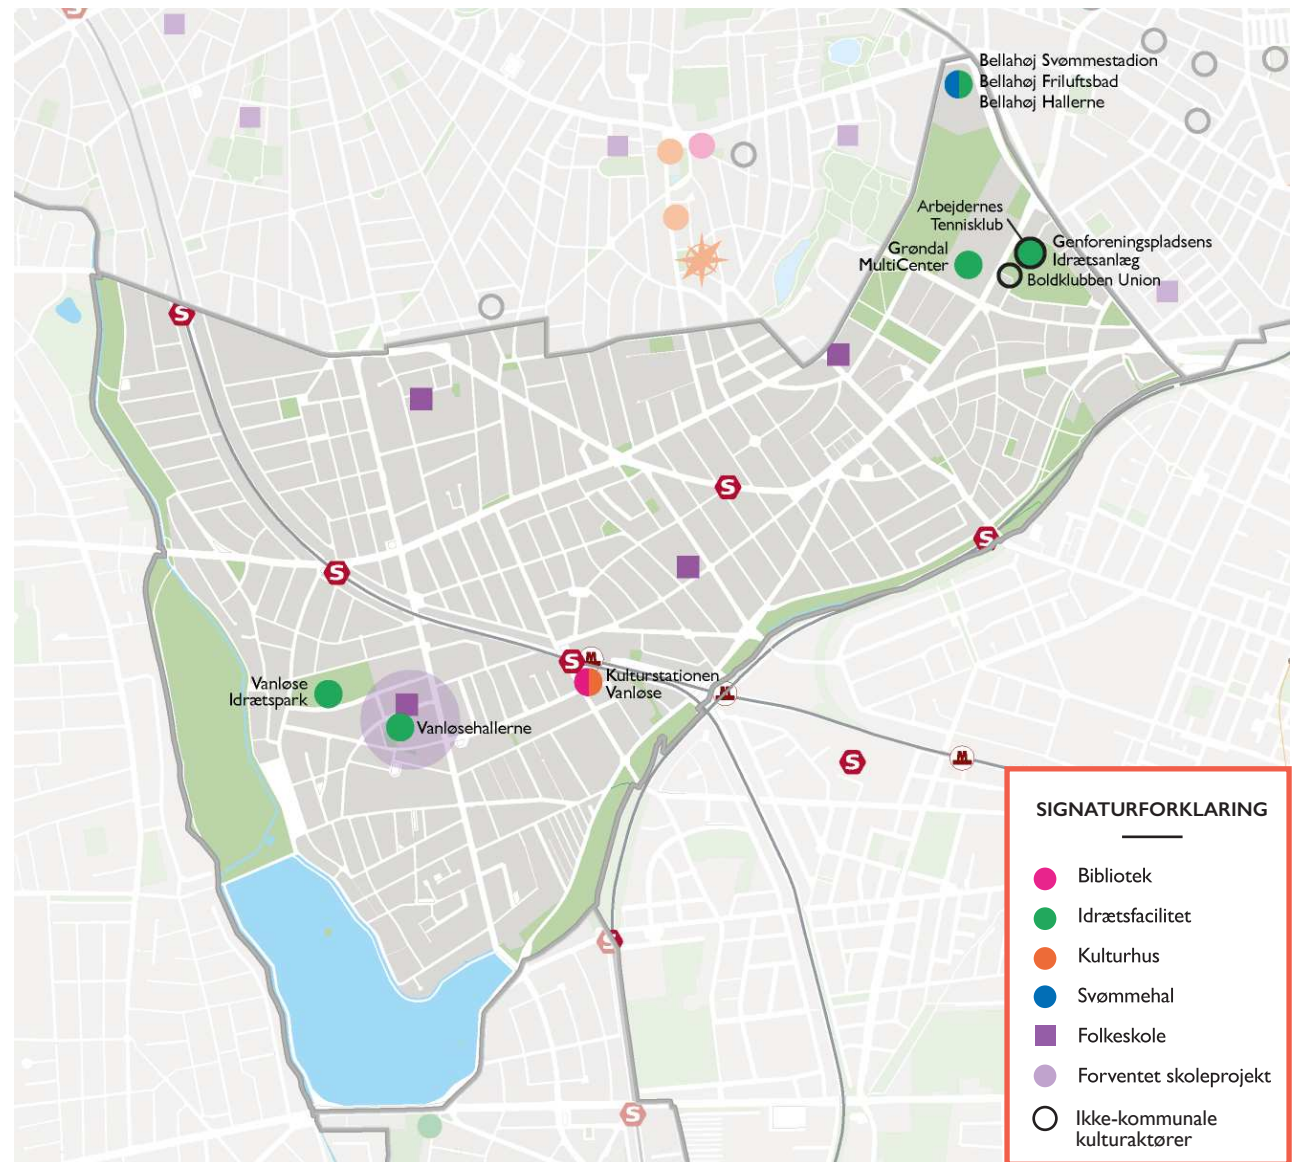 Bellahøj Svømmestadion
Bellahøj Friluftsbad
Bellahøj Hallerne
Arbejdernes
Tennisklub
Genforeningspladsens
Idrætsanlæg
Grøndal
MultiCenter
Boldklubben Union
S
S
S
S
S
M
Kulturstationen
Vanløse
M
Vanløse
Idrætspark
Vanløsehallerne
S
M
S
S
SIGNATURFORKLARING
Bibliotek
Idrætsfacilitet
Kulturhus
Svømmehal
Folkeskole
Forventet skoleprojekt
Ikke-kommunale
kulturaktører